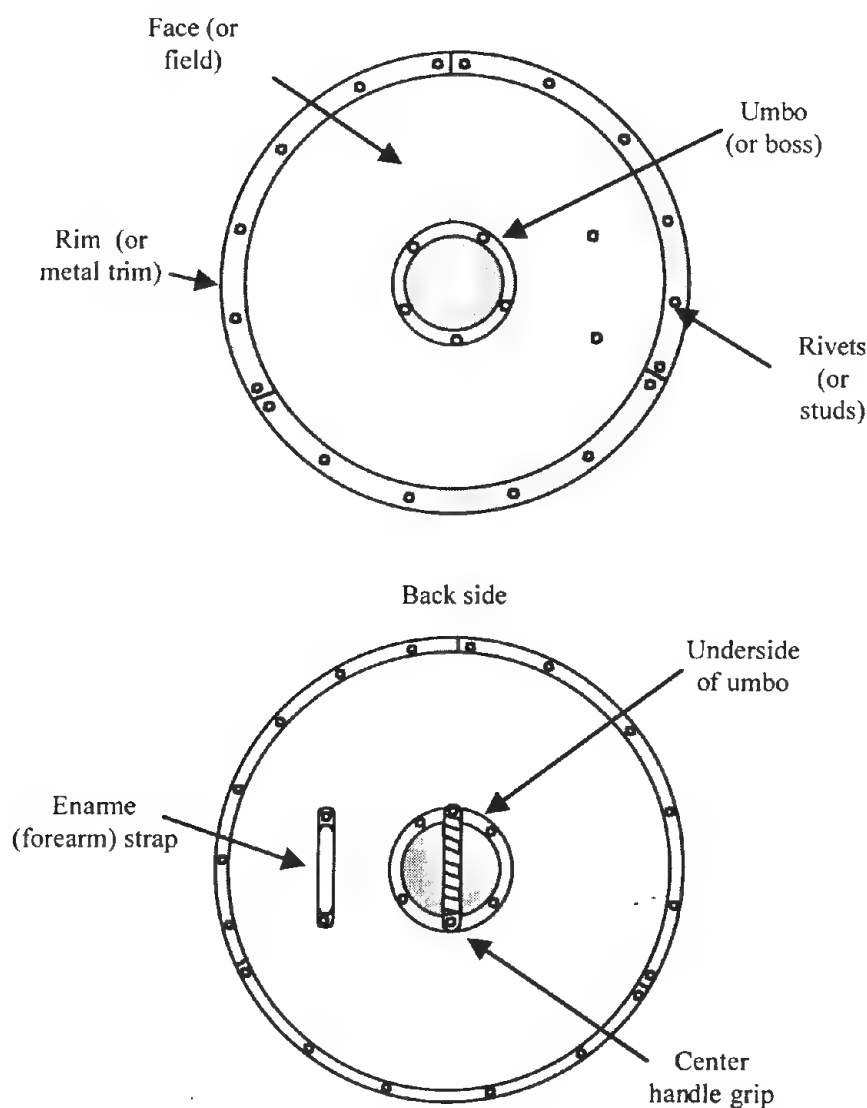 Face (or
field)
Umbo
(or boss)
Rim (or
metal trim)
Rivets
(or
studs)
Back side
Underside
of umbo
Enarme
(forearm) strap
Center
handle grip